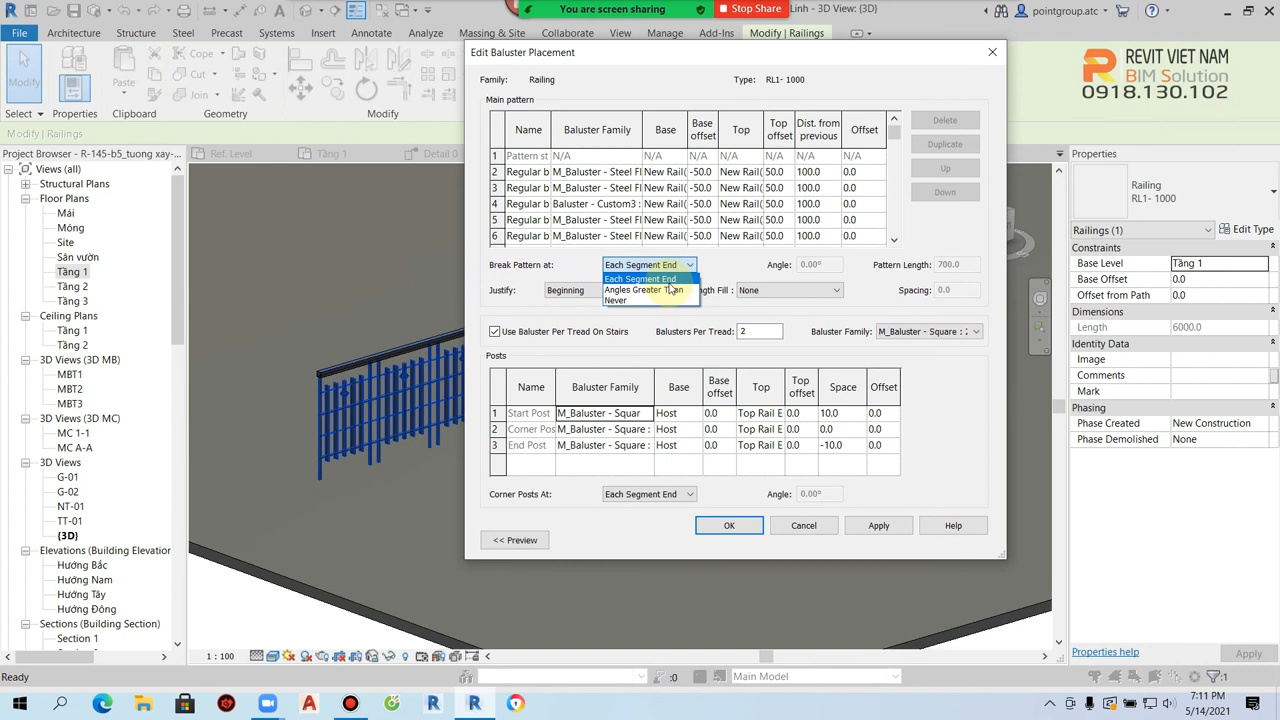 You are screen sharing
Stop Share
Linh - 3D View: {3D}
pointgroup.atc
File
Architecture
Structure
Steel
Precast
Systems
Insert
Annotate
Analyze
Massing & Site
Collaborate
View
Manage
Add-Ins
Modify | Railings
Modify
Paste
Cope
Cut
Join
Select
Properties
Clipboard
Geometry
Modify
REVIT VIET NAM
BIM Solution
0918.130.102
Modify | Railings
Project Browser - R-145-b5_tuong xay-...
Views (all)
Structural Plans
Floor Plans
Mái
Móng
Site
Sân vườn
Tầng 1
Tầng 2
Tầng 3
Ceiling Plans
Tầng 1
Tầng 2
3D Views (3D MB)
MBT1
MBT2
MBT3
3D Views (3D MC)
MC 1-1
MC A-A
3D Views
G-01
G-02
NT-01
TT-01
{3D}
Elevations (Building Elevation
Hướng Bắc
Hướng Nam
Hướng Tây
Hướng Đông
Sections (Building Section)
Section 1
Ref. Level
Tầng 1
Detail 0
Edit Baluster Placement
Family: Railing Type: RL1- 1000
Main pattern
Name Baluster Family Base Base offset Top Top offset Dist. from previous Offset
1 Pattern st N/A N/A N/A N/A N/A N/A N/A
2 Regular b M_Baluster - Steel Fl New Rail( -50.0 New Rail( 50.0 100.0 0.0
3 Regular b M_Baluster - Steel Fl New Rail( -50.0 New Rail( 50.0 100.0 0.0
4 Regular b Baluster - Custom3 : New Rail( -50.0 New Rail( 50.0 100.0 0.0
5 Regular b M_Baluster - Steel Fl New Rail( -50.0 New Rail( 50.0 100.0 0.0
6 Regular b M_Baluster - Steel Fl New Rail( -50.0 New Rail( 50.0 100.0 0.0
Delete
Duplicate
Up
Down
Break Pattern at: Each Segment End Angle: 0.00° Pattern Length: 700.0
Each Segment End
Angles Greater Than
Never
Justify: Beginning None Spacing: 0.0
Use Baluster Per Tread On Stairs Balusters Per Tread: 2 Baluster Family: M_Baluster - Square : 2
Posts
Name Baluster Family Base Base offset Top Top offset Space Offset
1 Start Post M_Baluster - Squar Host 0.0 Top Rail E 0.0 10.0 0.0
2 Corner Pos M_Baluster - Square : Host 0.0 Top Rail E 0.0 0.0 0.0
3 End Post M_Baluster - Square : Host 0.0 Top Rail E 0.0 -10.0 0.0
Corner Posts At: Each Segment End Angle: 0.00°
OK Cancel Apply Help
<< Preview
Properties
Railing
RL1- 1000
Railings (1) Edit Type
Constraints
Base Level Tầng 1
Base Offset 0.0
Offset from Path 0.0
Dimensions
Length 6000.0
Identity Data
Image
Comments
Mark
Phasing
Phase Created New Construction
Phase Demolished None
Properties help Apply
1 : 100
Ready
:0 Main Model
:1
7:11 PM
5/14/2021